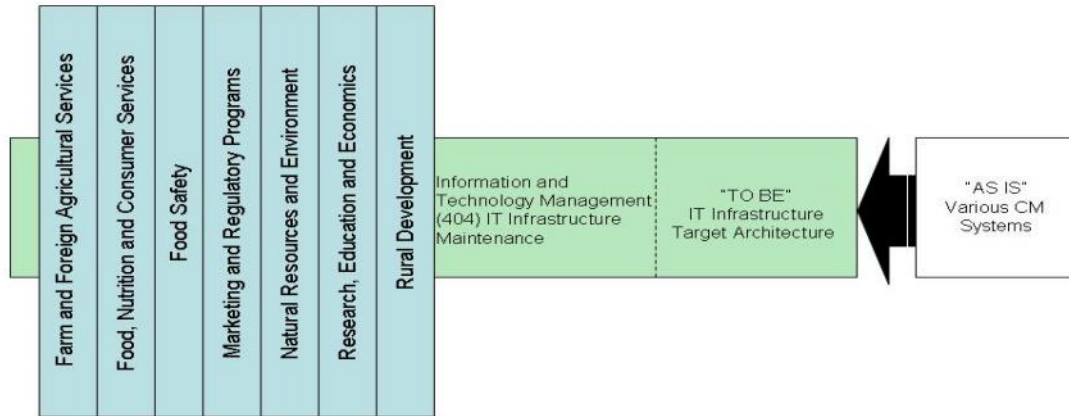 Farm and Foreign Agricultural Services
Food, Nutrition and Consumer Services
Food Safety
Marketing and Regulatory Programs
Natural Resources and Environment
Research, Education and Economics
Rural Development
Information and
Technology Management
(404) IT Infrastructure
Maintenance
"TO BE"
IT Infrastructure
Target Architecture
"AS IS"
Various CM
Systems